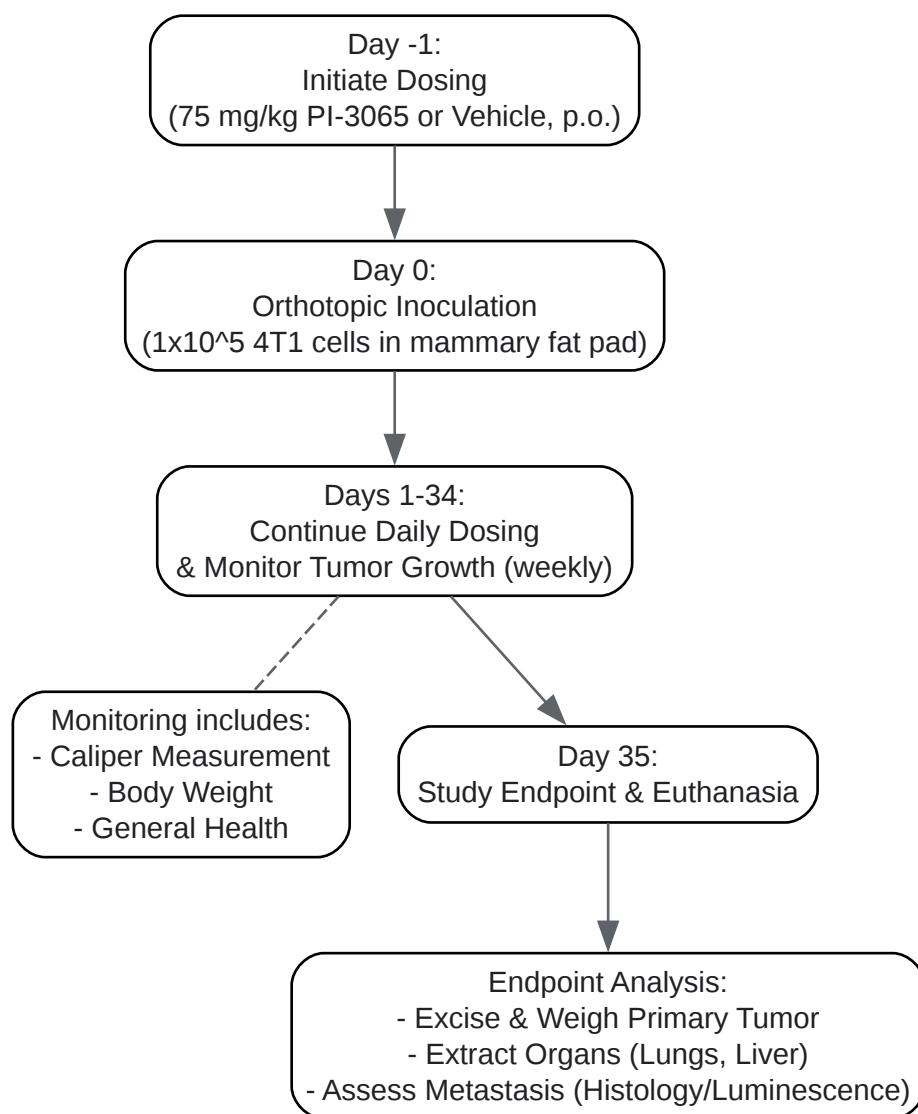 Day -1:
Initiate Dosing
(75 mg/kg PI-3065 or Vehicle, p.o.)
Day 0:
Orthotopic Inoculation
(1x10^5 4T1 cells in mammary fat pad)
Days 1-34:
Continue Daily Dosing
& Monitor Tumor Growth (weekly)
Monitoring includes:
- Caliper Measurement
- Body Weight
- General Health
Day 35:
Study Endpoint & Euthanasia
Endpoint Analysis:
- Excise & Weigh Primary Tumor
- Extract Organs (Lungs, Liver)
- Assess Metastasis (Histology/Luminescence)